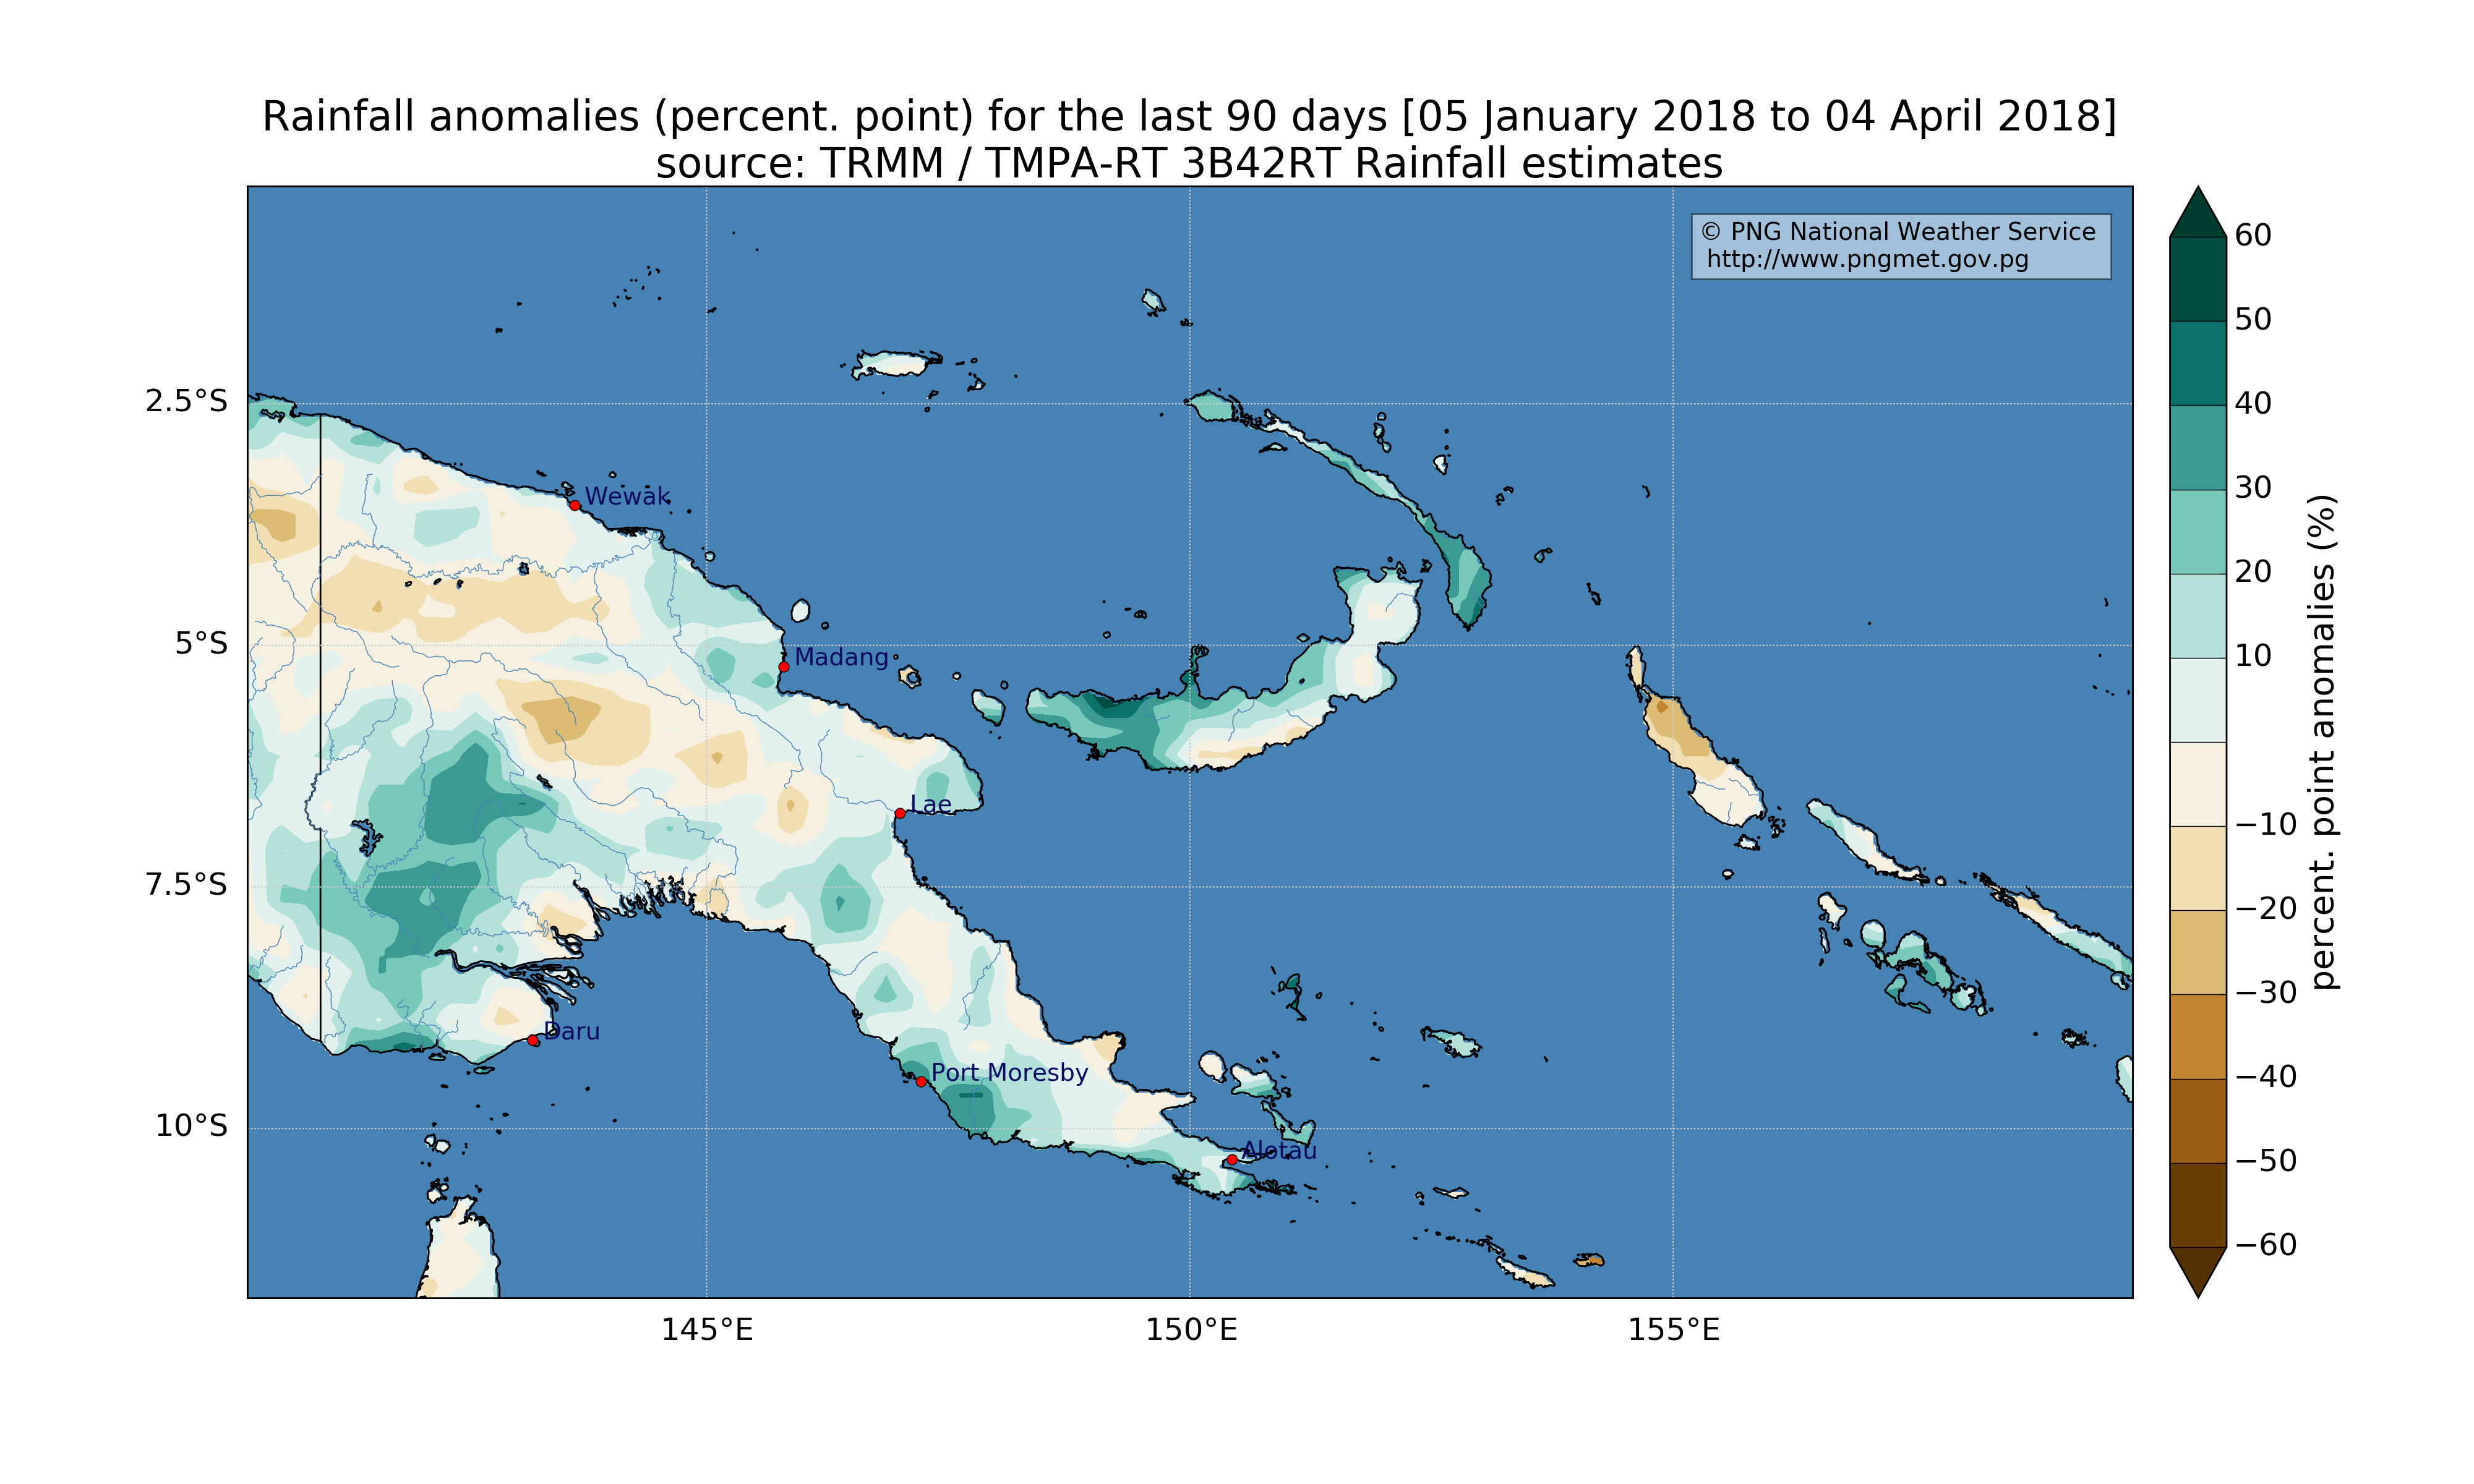 Rainfall anomalies (percent. point) for the last 90 days [05 January 2018 to 04 April 2018]
source: TRMM / TMPA-RT 3B42RT Rainfall estimates
© PNG National Weather Service
http://www.pngmet.gov.pg
2.5°S
5°S
7.5°S
10°S
145°E
150°E
155°E
Wewak
Madang
Lae
Daru
Port Moresby
Alotau
60
50
40
30
20
10
−10
−20
−30
−40
−50
−60
percent. point anomalies (%)